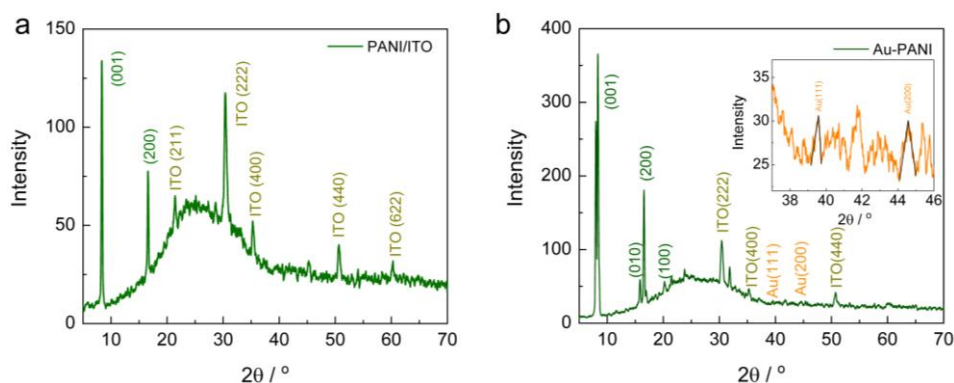 a
PANI/ITO
150
100
50
0
Intensity
(001)
(200)
ITO (211)
ITO (222)
ITO (400)
ITO (440)
ITO (622)
10 20 30 40 50 60 70
2θ / º
b
Au-PANI
400
300
200
100
0
Intensity
(001)
(010)
(200)
(100)
ITO(222)
ITO(400)
Au(111)
Au(200)
ITO(440)
10 20 30 40 50 60 70
2θ / º
35
30
25
Intensity
Au(111)
Au(200)
38 40 42 44 46
2θ / º